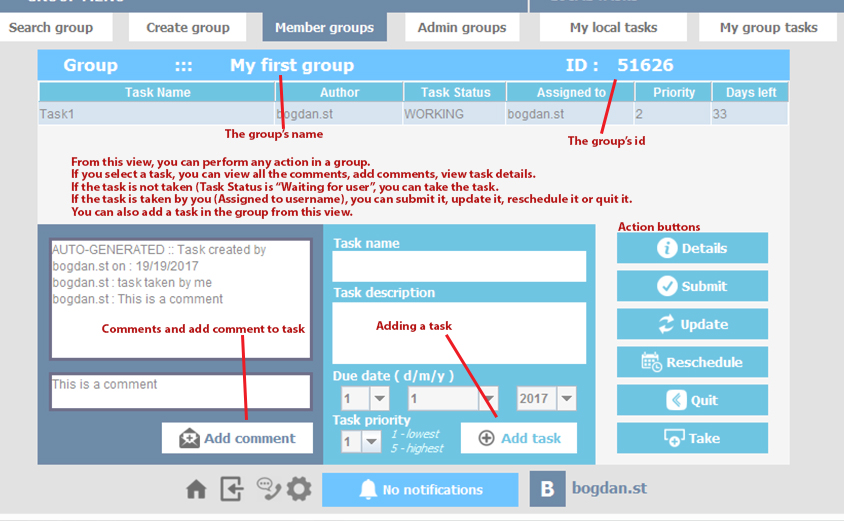 Search group Create group Member groups Admin groups My local tasks My group tasks
Group ::: My first group ID : 51626
Task Name Author Task Status Assigned to Priority Days left
Task1 bogdan.st WORKING bogdan.st 2 33
The group's name
The group's id
From this view, you can perform any action in a group.
If you select a task, you can view all the comments, add comments, view task details.
If the task is not taken (Task Status is "Waiting for user", you can take the task.
If the task is taken by you (Assigned to username), you can submit it, update it, reschedule it or quit it.
You can also add a task in the group from this view.
AUTO-GENERATED :: Task created by
bogdan.st on : 19/19/2017
bogdan.st : task taken by me
bogdan.st : This is a comment
Comments and add comment to task
This is a comment
Add comment
Task name
Task description
Adding a task
Due date ( d/m/y )
1 1 2017
Task priority
1 1 - lowest
5 - highest
Add task
Action buttons
Details
Submit
Update
Reschedule
Quit
Take
No notifications
B bogdan.st